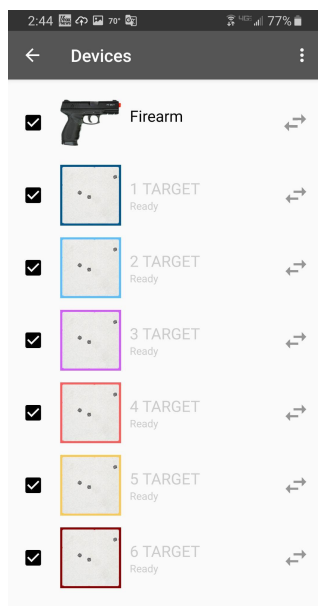 2:44 70° 4GE 77%
Devices
Firearm
1 TARGET
Ready
2 TARGET
Ready
3 TARGET
Ready
4 TARGET
Ready
5 TARGET
Ready
6 TARGET
Ready